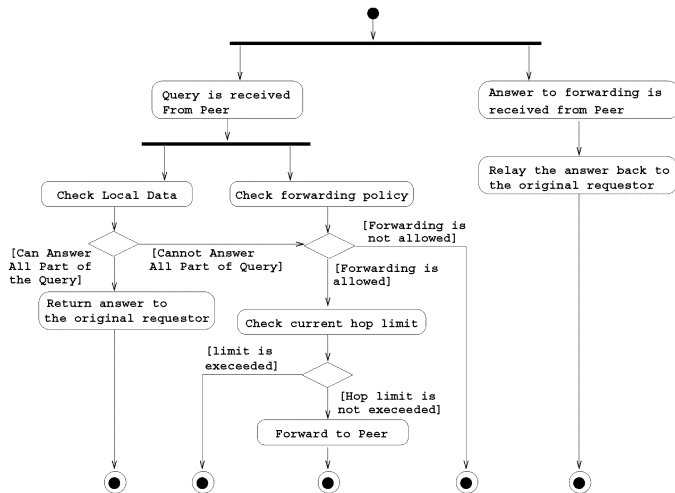 Query is received
From Peer
Answer to forwarding is
received from Peer
Check Local Data
Check forwarding policy
Relay the answer back to
the original requestor
[Can Answer
All Part of
the Query]
[Cannot Answer
All Part of Query]
[Forwarding is
not allowed]
[Forwarding is
allowed]
Return answer to
the original requestor
Check current hop limit
[limit is
execeeded]
[Hop limit is
not execeeded]
Forward to Peer